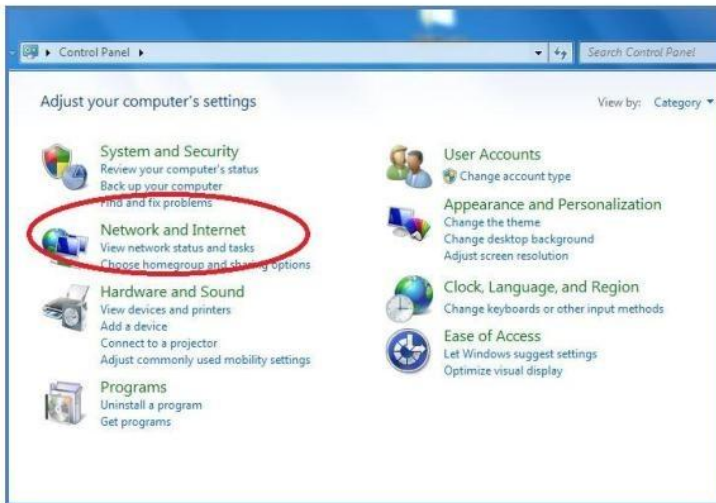 Control Panel
Search Control Panel
Adjust your computer's settings
View by: Category
System and Security
Review your computer's status
Back up your computer
Find and fix problems
Network and Internet
View network status and tasks
Choose homegroup and sharing options
Hardware and Sound
View devices and printers
Add a device
Connect to a projector
Adjust commonly used mobility settings
Programs
Uninstall a program
Get programs
User Accounts
Change account type
Appearance and Personalization
Change the theme
Change desktop background
Adjust screen resolution
Clock, Language, and Region
Change keyboards or other input methods
Ease of Access
Let Windows suggest settings
Optimize visual display